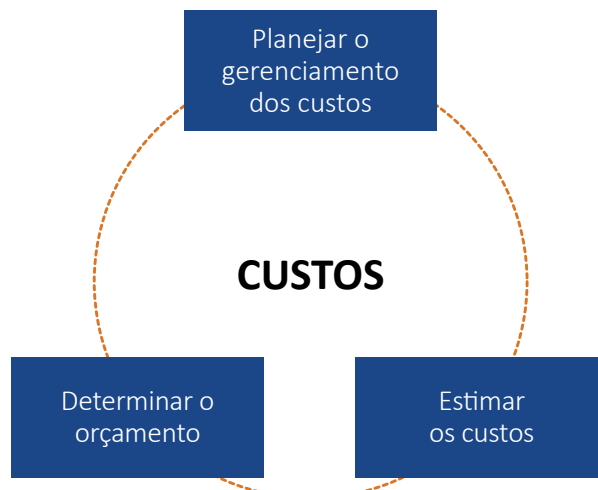 Planejar o
gerenciamento
dos custos
CUSTOS
Determinar o
orçamento
Estimar
os custos